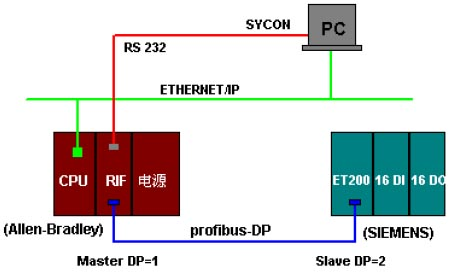 SYCON
PC
RS 232
ETHERNET/IP
CPU RIF 电源
ET200 16 DI 16 DO
(Allen-Bradley) profibus-DP (SIEMENS)
Master DP=1 Slave DP=2